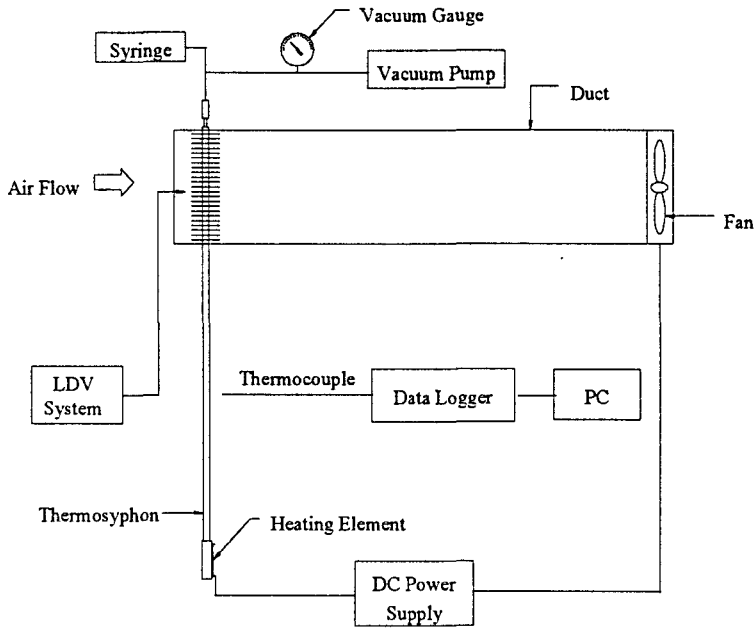 Vacuum Gauge
Syringe
Vacuum Pump
Duct
Air Flow
Fan
LDV
System
Thermocouple
Data Logger
PC
Thermosyphon
Heating Element
DC Power
Supply